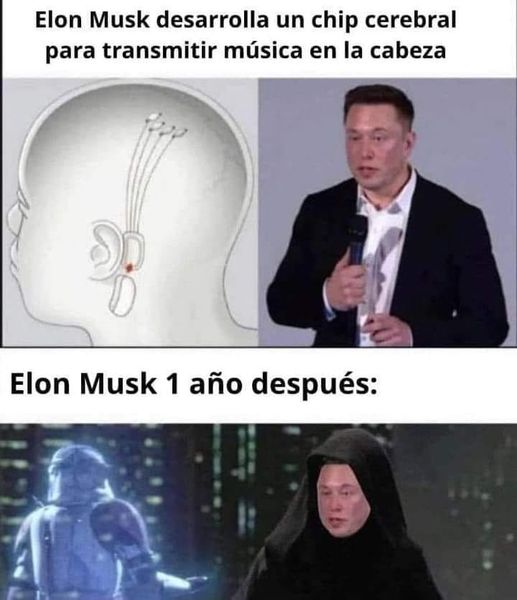 Elon Musk desarrolla un chip cerebral
para transmitir música en la cabeza
Elon Musk 1 año después: